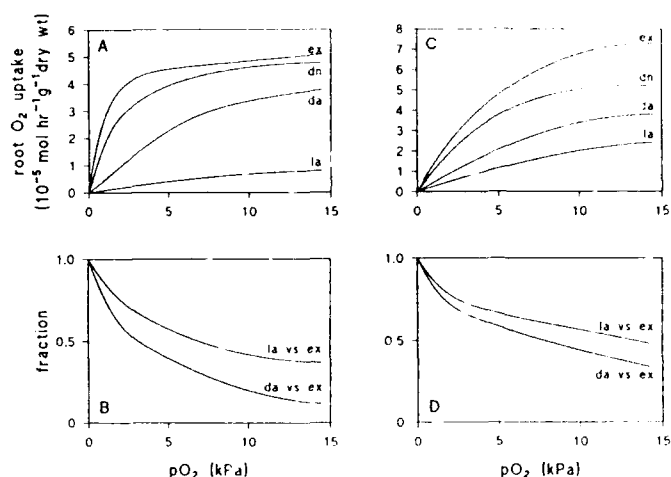 root O₂ uptake
(10⁻⁵ mol hr⁻¹g⁻¹dry wt)
A
6
5
4
3
2
1
0
ex
dn
da
la
0 5 10 15
C
8
7
6
5
4
3
2
1
0
ex
dn
la
0 5 10 15
fraction
B
1.0
0.5
0
la vs ex
da vs ex
0 5 10 15
pO₂ (kPa)
D
1.0
0.5
0
la vs ex
da vs ex
0 5 10 15
pO₂ (kPa)